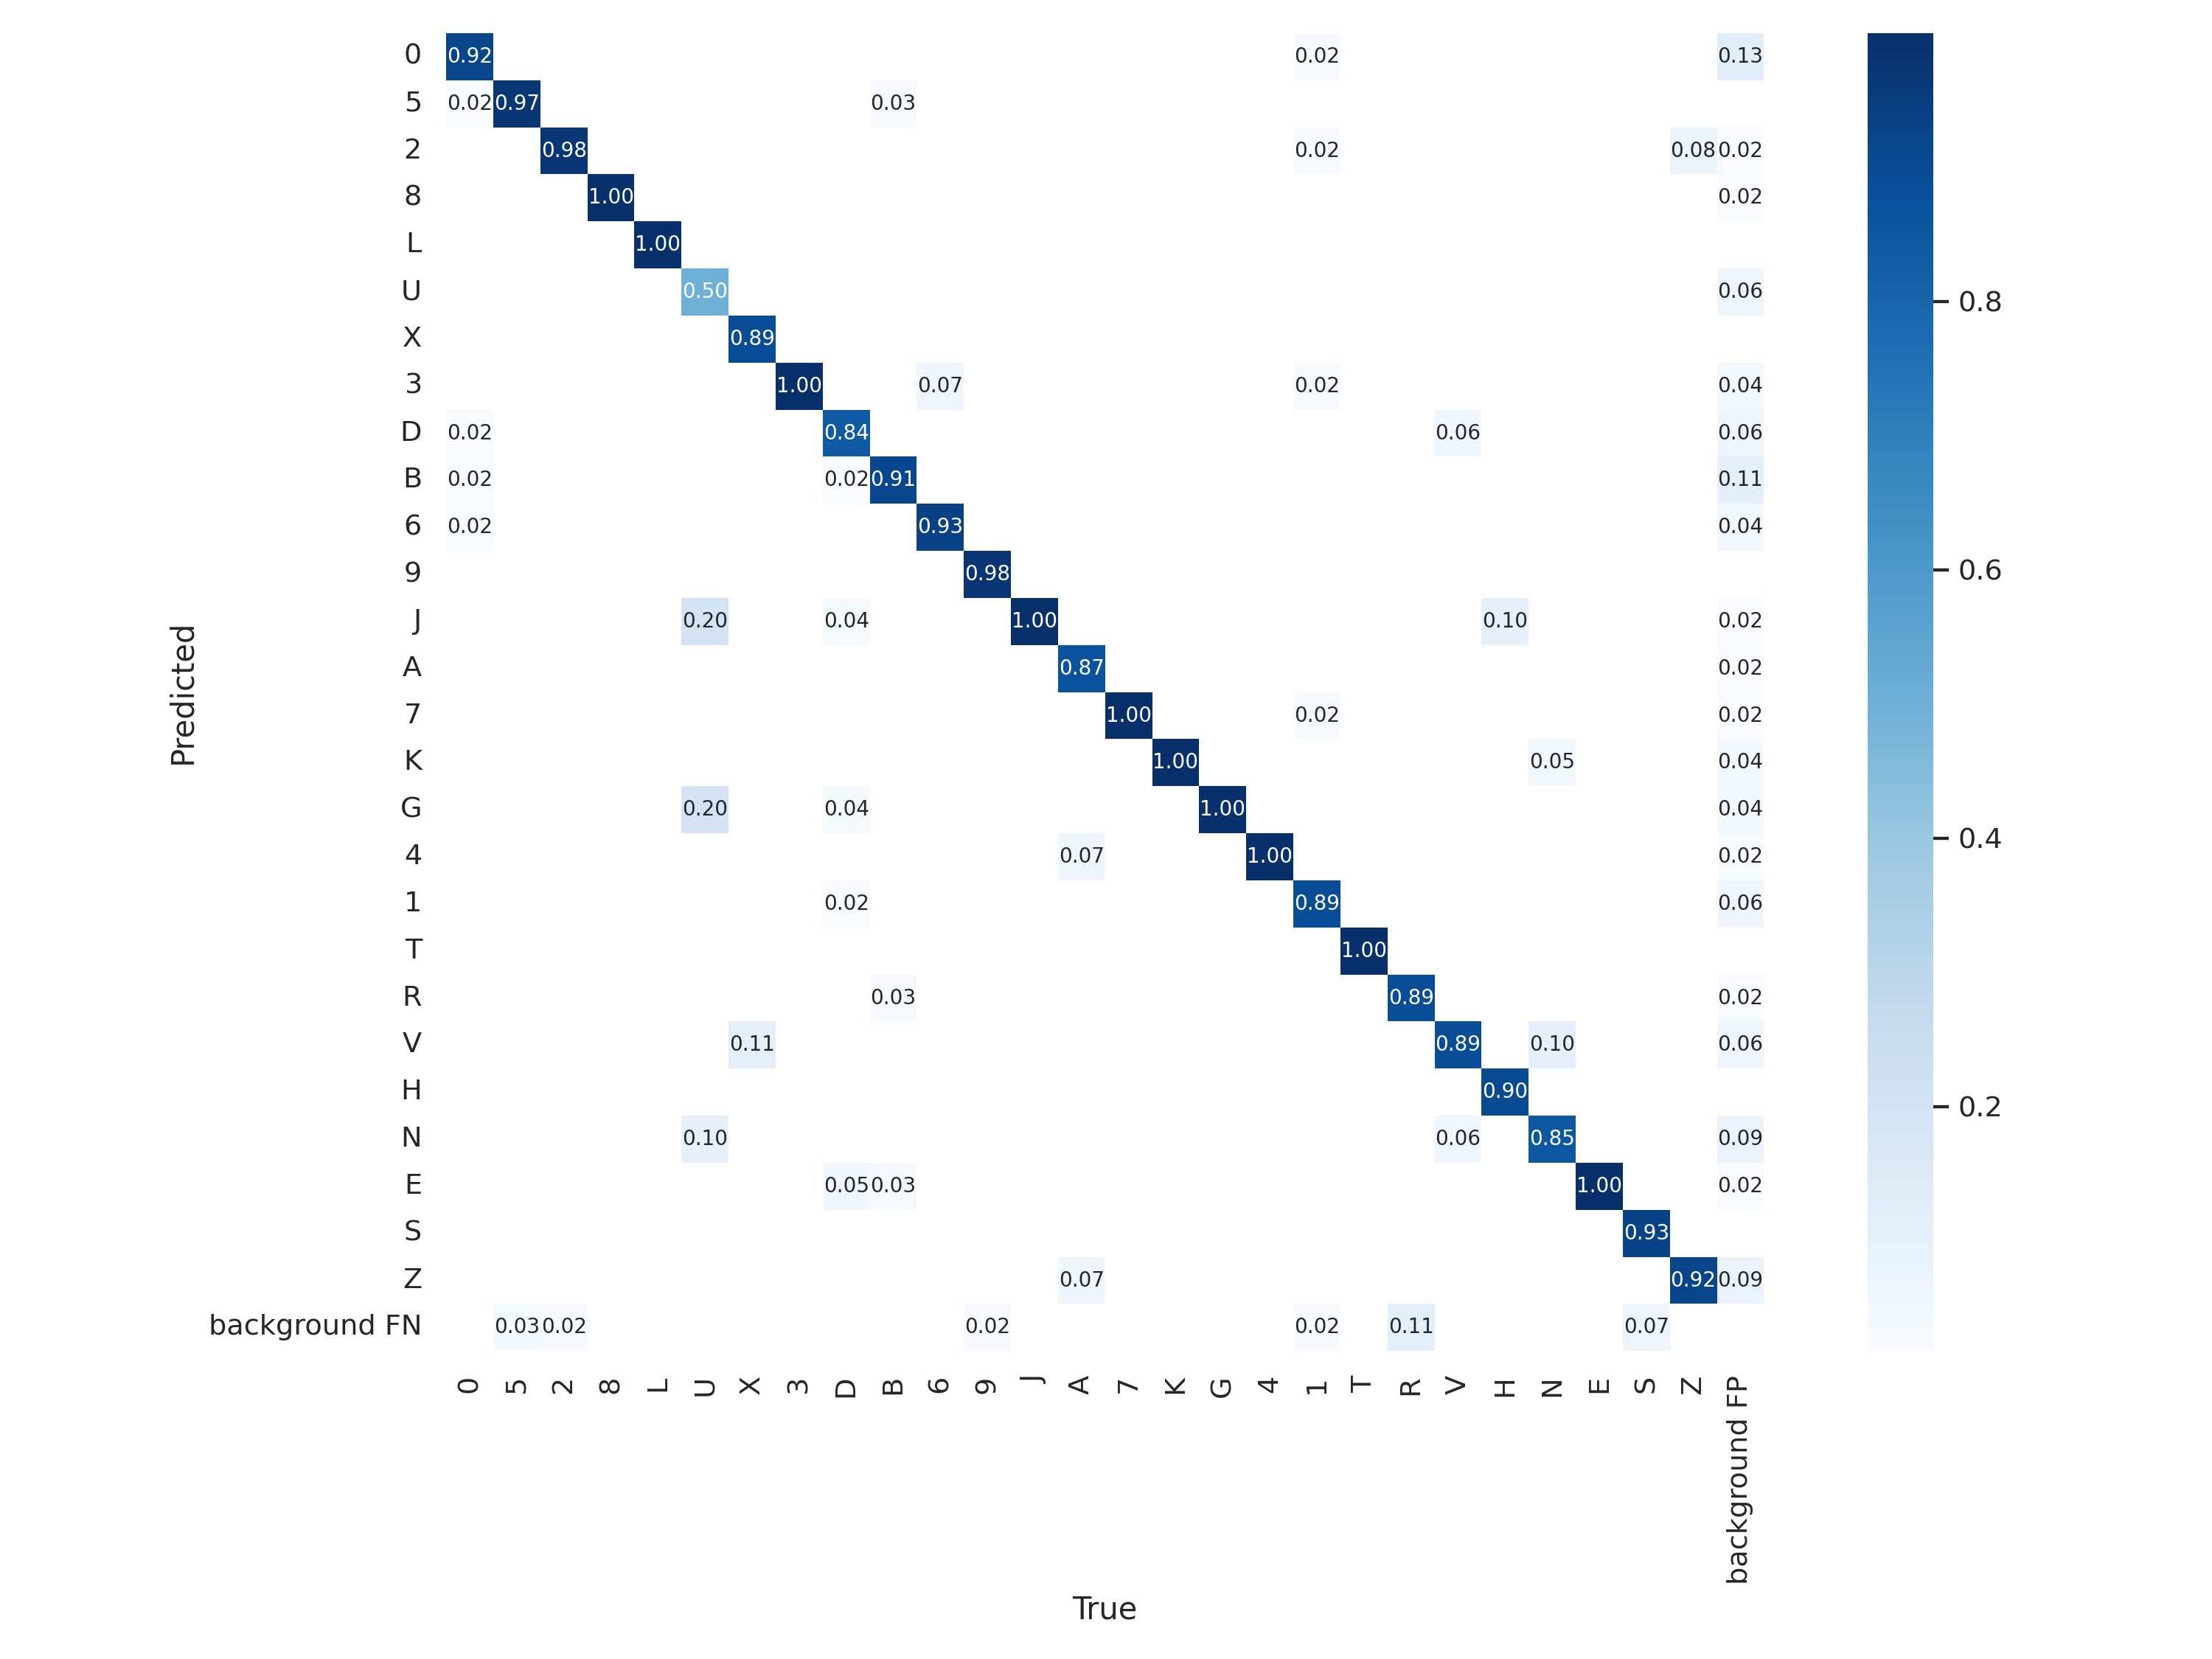 0 0.92 0.02 0.13
5 0.02 0.97 0.03
2 0.98 0.02 0.08 0.02
8 1.00 0.02
L 1.00
U 0.50 0.06 0.8
X 0.89
3 1.00 0.07 0.02 0.04
D 0.02 0.84 0.06 0.06
B 0.02 0.02 0.91 0.11
6 0.02 0.93 0.04
9 0.98 0.6
J 0.20 0.04 1.00 0.10 0.02
Predicted
A 0.87 0.02
7 1.00 0.02 0.02
K 1.00 0.05 0.04
G 0.20 0.04 1.00 0.04
4 0.07 1.00 0.02 0.4
1 0.02 0.89 0.06
T 1.00
R 0.03 0.89 0.02
V 0.11 0.89 0.10 0.06
H 0.90 0.2
N 0.10 0.06 0.85 0.09
E 0.05 0.03 1.00 0.02
S 0.93
Z 0.07 0.92 0.09
background FN 0.03 0.02 0.02 0.02 0.11 0.07
0 5 2 8 L U X 3 D B 6 9 J A 7 K G 4 1 T R V H N E S Z background FP
True